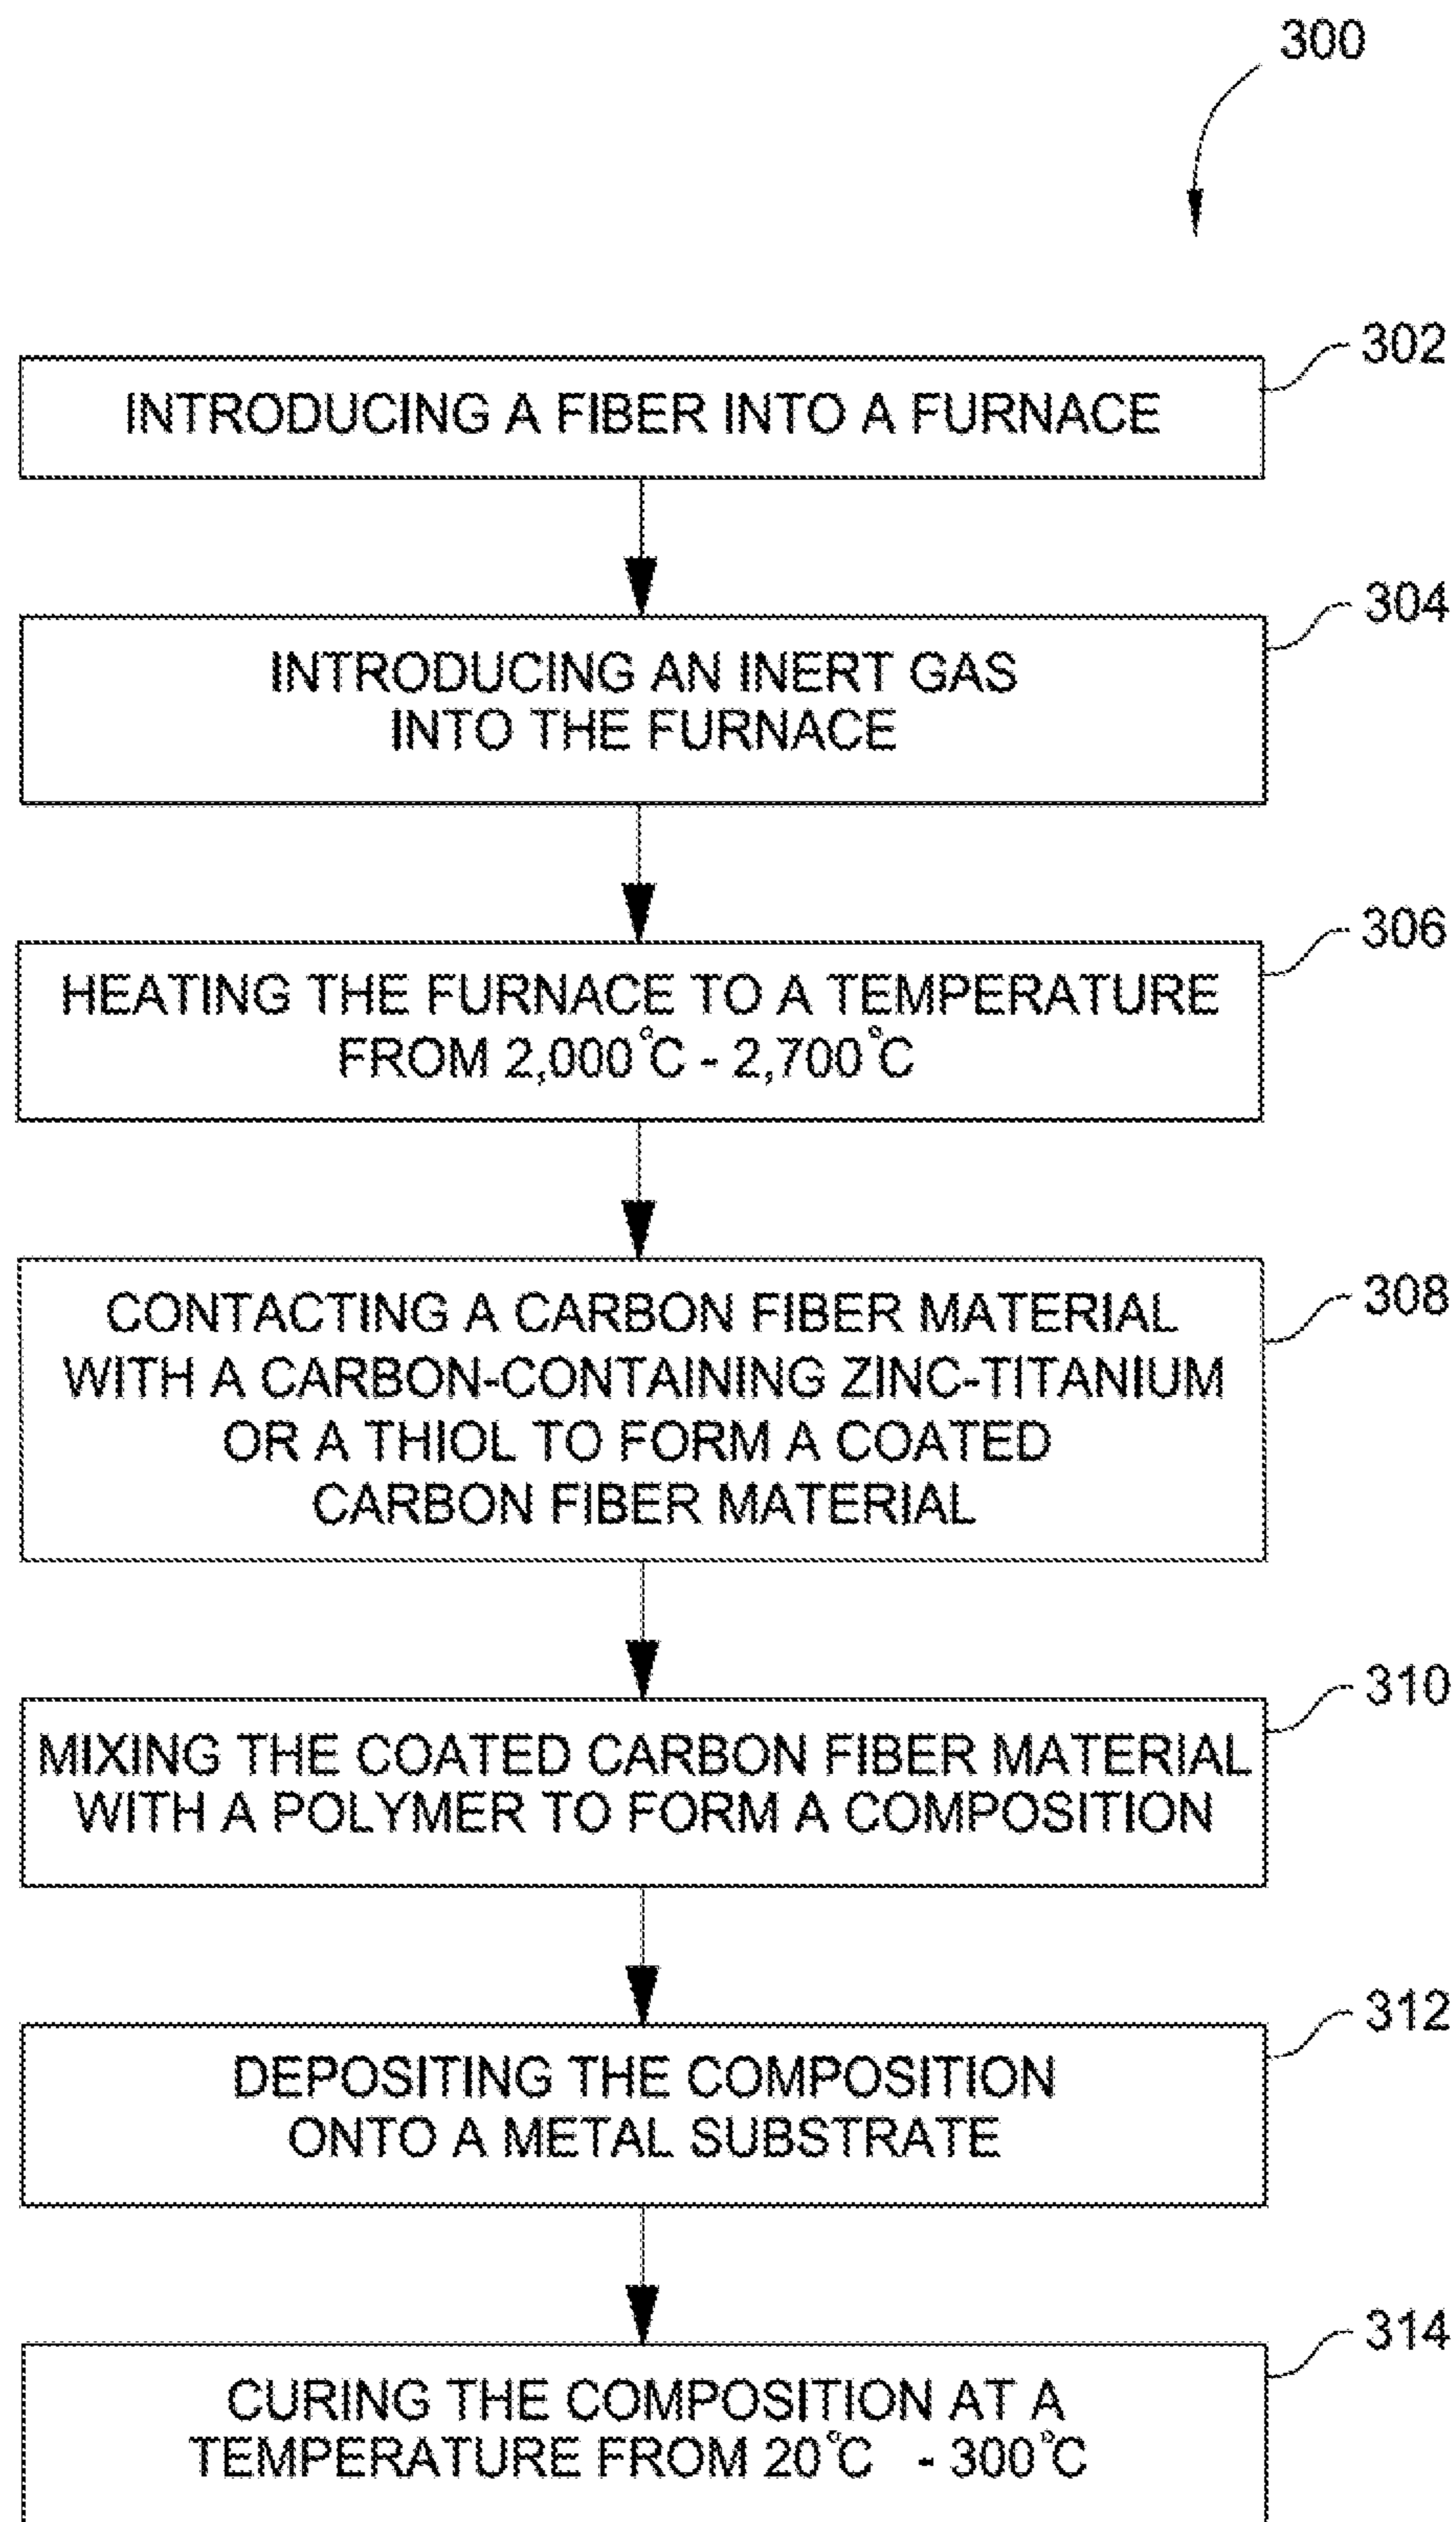 300
302
INTRODUCING A FIBER INTO A FURNACE
304
INTRODUCING AN INERT GAS
INTO THE FURNACE
306
HEATING THE FURNACE TO A TEMPERATURE
FROM 2,000°C - 2,700°C
308
CONTACTING A CARBON FIBER MATERIAL
WITH A CARBON-CONTAINING ZINC-TITANIUM
OR A THIOL TO FORM A COATED
CARBON FIBER MATERIAL
310
MIXING THE COATED CARBON FIBER MATERIAL
WITH A POLYMER TO FORM A COMPOSITION
312
DEPOSITING THE COMPOSITION
ONTO A METAL SUBSTRATE
314
CURING THE COMPOSITION AT A
TEMPERATURE FROM 20°C - 300°C